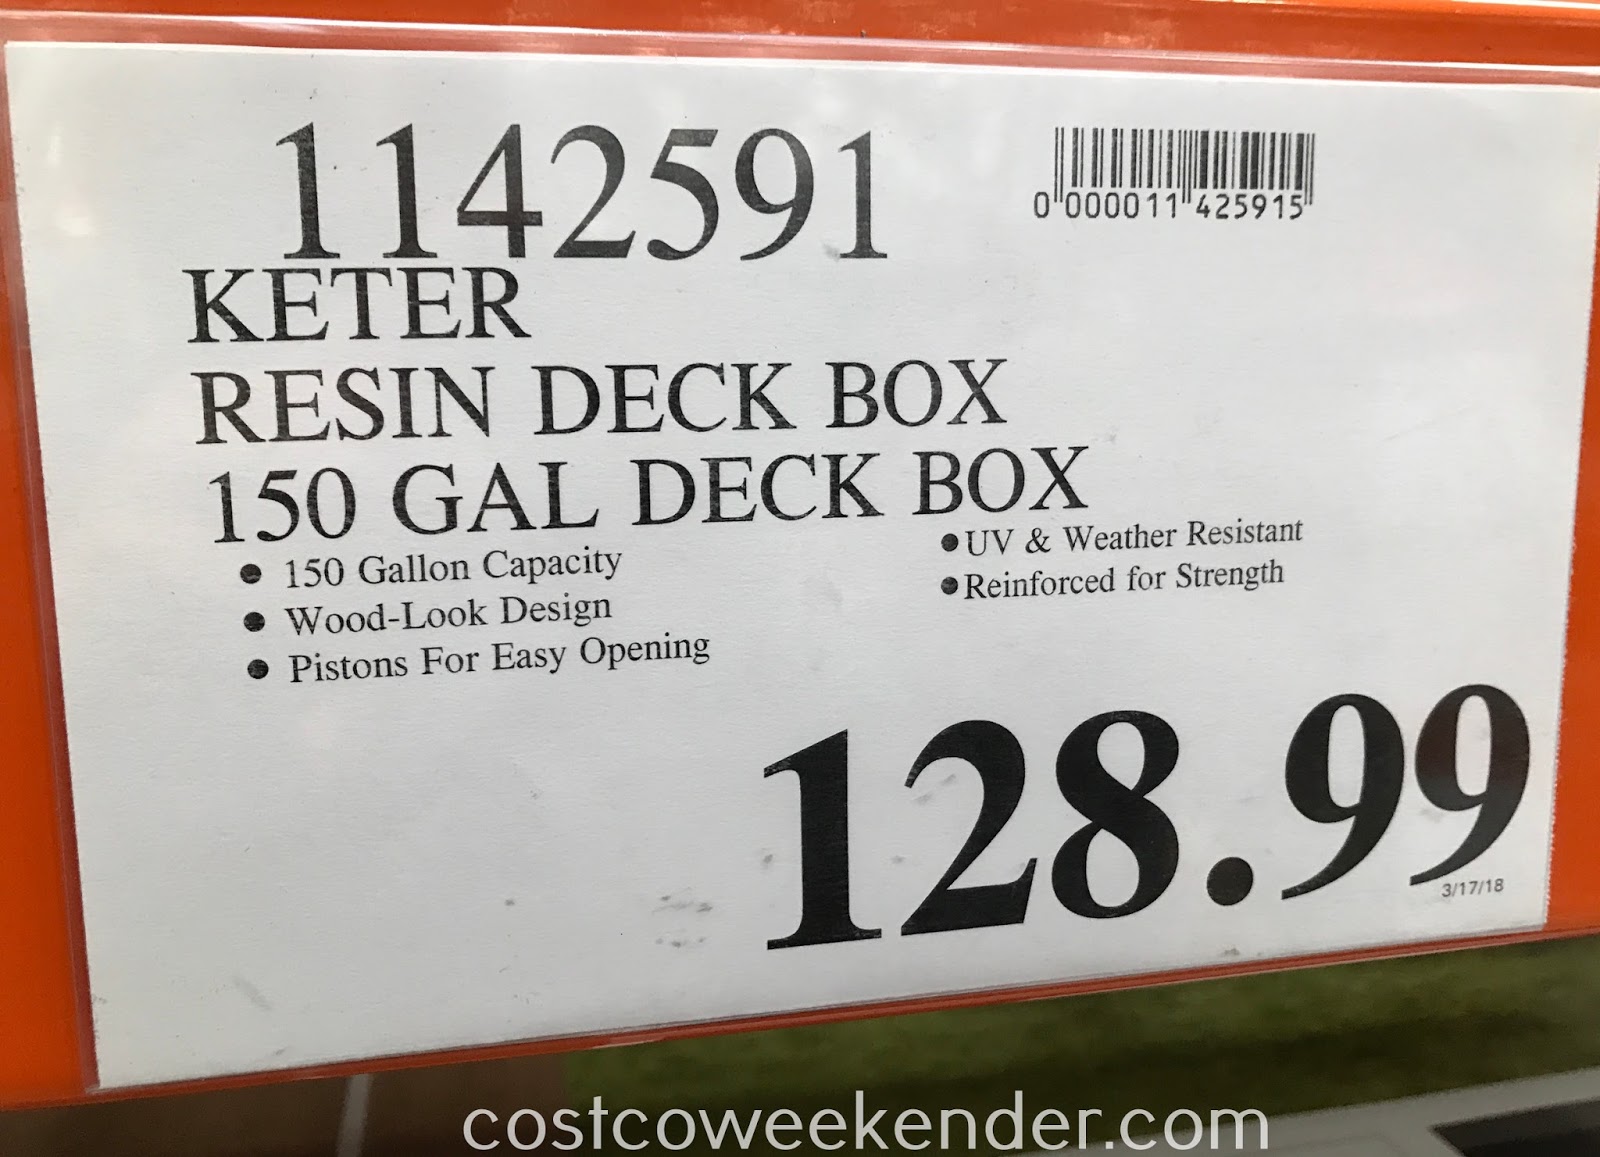 1142591
0 000011 425915
KETER
RESIN DECK BOX
150 GAL DECK BOX
• 150 Gallon Capacity
• Wood-Look Design
• Pistons For Easy Opening
• UV & Weather Resistant
• Reinforced for Strength
128.99
3/17/18
costcoweekender.com